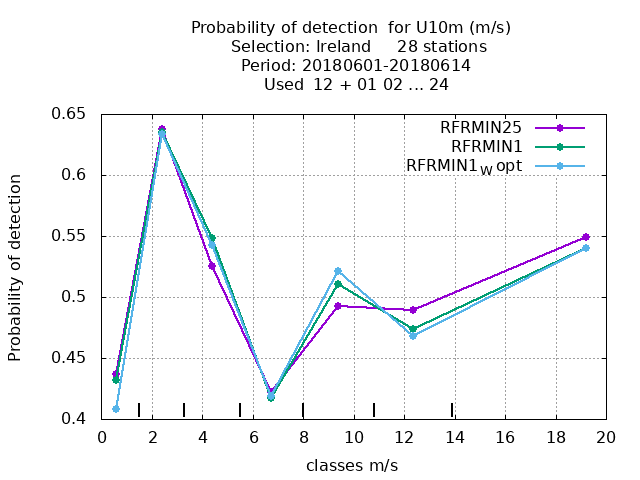 Probability of detection  for U10m (m/s)
Selection: Ireland     28 stations
Period: 20180601-20180614
Used  12 + 01 02 ... 24
RFRMIN25
RFRMIN1
RFRMIN1W opt
Probability of detection
0.65
0.6
0.55
0.5
0.45
0.4
0 2 4 6 8 10 12 14 16 18 20
classes m/s